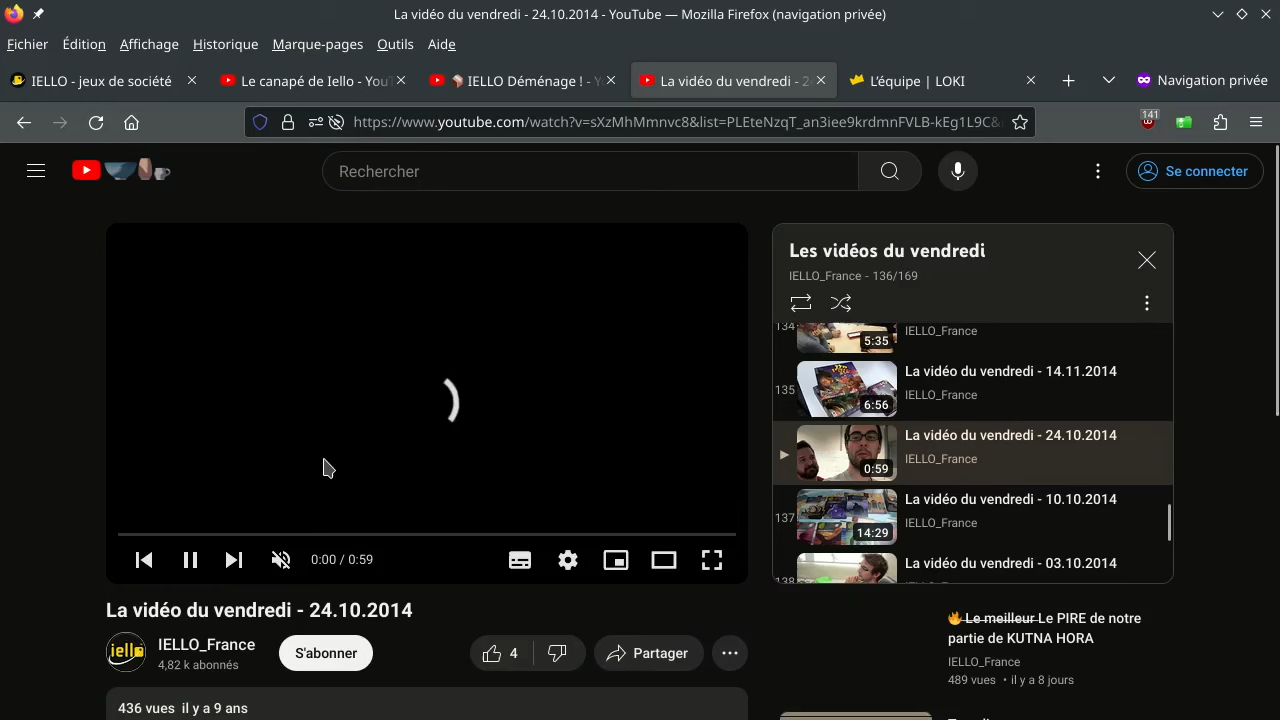 La vidéo du vendredi - 24.10.2014 - YouTube — Mozilla Firefox (navigation privée)
Fichier Édition Affichage Historique Marque-pages Outils Aide
IELLO - jeux de société
Le canapé de Iello - You
IELLO Déménage ! - Y
La vidéo du vendredi - 2
L'équipe | LOKI
Navigation privée
https://www.youtube.com/watch?v=sXzMhMmnvc8&list=PLEteNzqT_an3iee9krdmnFVLB-kEg1L9C&
141
Rechercher
Se connecter
Les vidéos du vendredi
IELLO_France - 136/169
134
5:35
IELLO_France
135
6:56
La vidéo du vendredi - 14.11.2014
IELLO_France
0:59
La vidéo du vendredi - 24.10.2014
IELLO_France
137
14:29
La vidéo du vendredi - 10.10.2014
IELLO_France
138
La vidéo du vendredi - 03.10.2014
0:00 / 0:59
La vidéo du vendredi - 24.10.2014
iello
IELLO_France
4,82 k abonnés
S'abonner
4
Partager
436 vues il y a 9 ans
Le meilleur Le PIRE de notre
partie de KUTNA HORA
IELLO_France
489 vues • il y a 8 jours